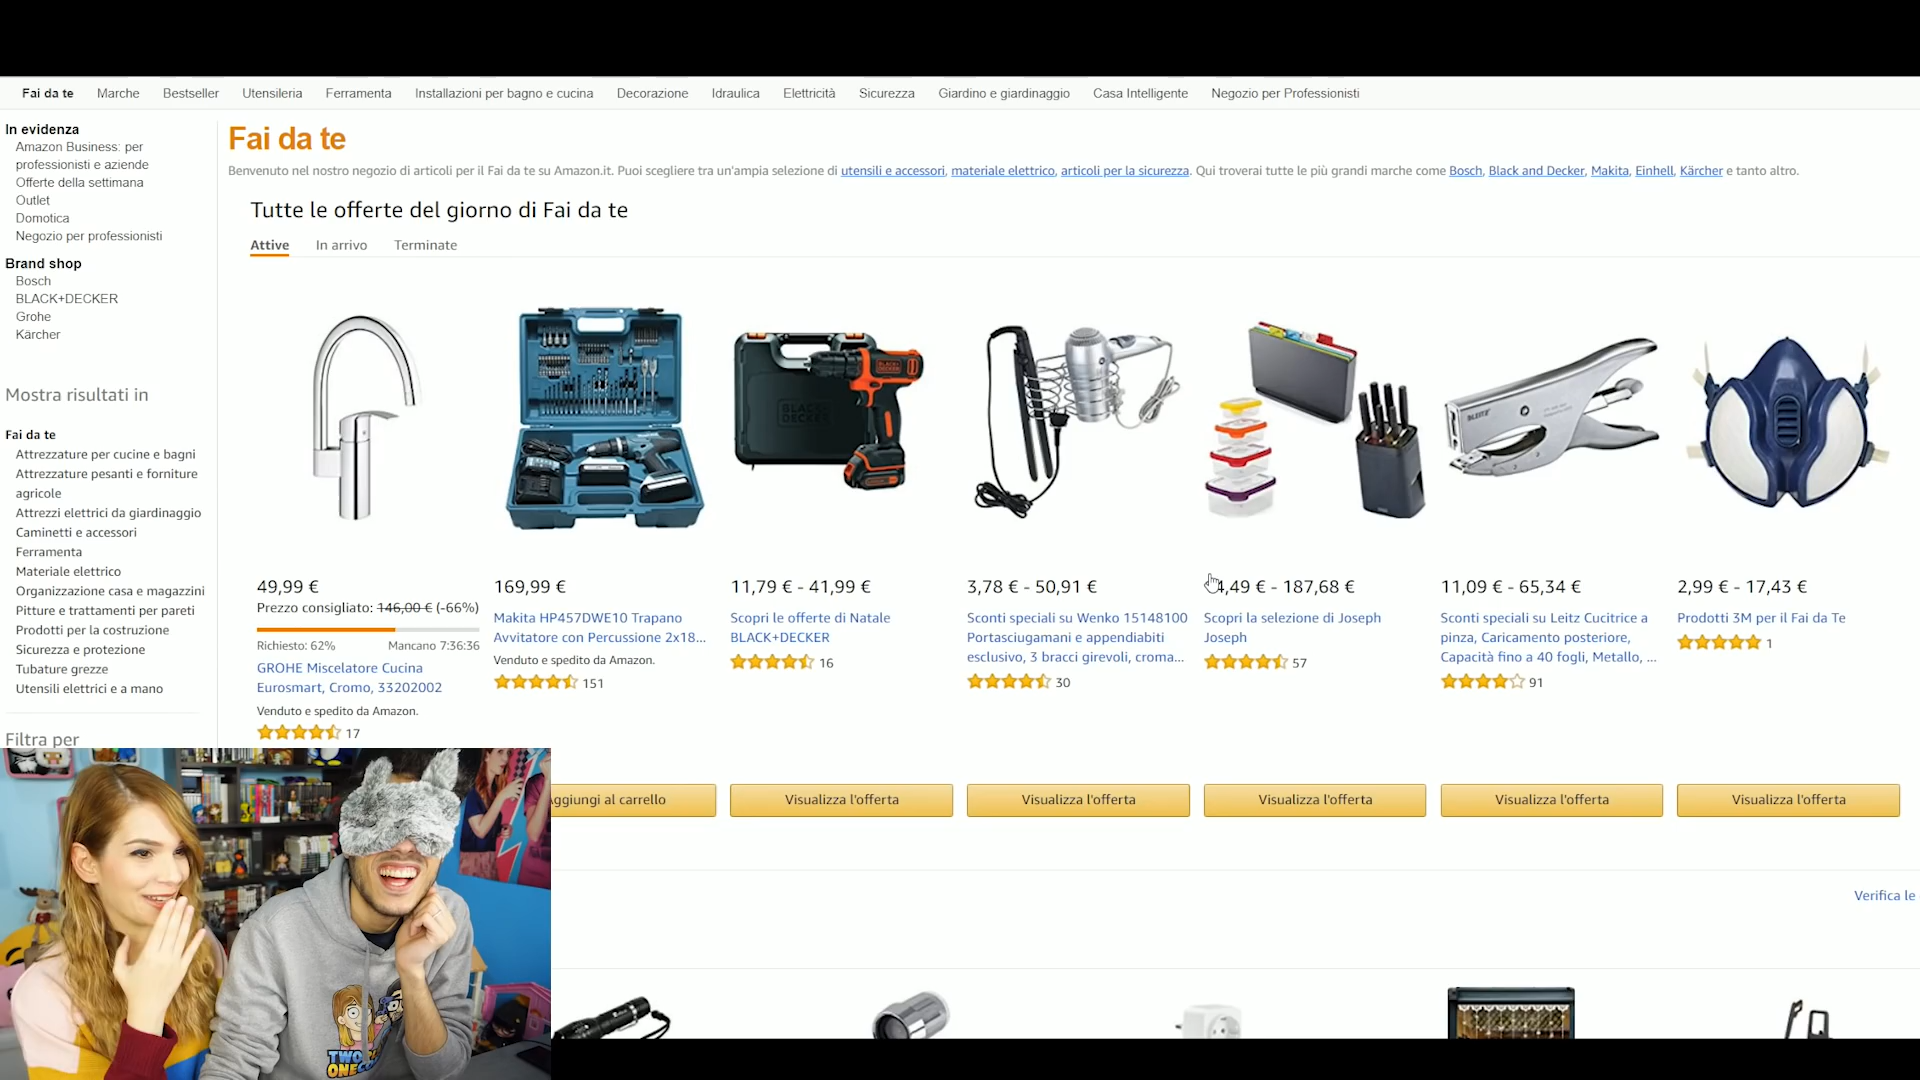 Fai da te Marche Bestseller Utensileria Ferramenta Installazioni per bagno e cucina Decorazione Idraulica Elettricità Sicurezza Giardino e giardinaggio Casa Intelligente Negozio per Professionisti
In evidenza
Amazon Business: per
professionisti e aziende
Offerte della settimana
Outlet
Domotica
Negozio per professionisti
Brand shop
Bosch
BLACK+DECKER
Grohe
Kärcher
Mostra risultati in
Fai da te
Attrezzature per cucine e bagni
Attrezzature pesanti e forniture
agricole
Attrezzi elettrici da giardinaggio
Caminetti e accessori
Ferramenta
Materiale elettrico
Organizzazione casa e magazzini
Pitture e trattamenti per pareti
Prodotti per la costruzione
Sicurezza e protezione
Tubature grezze
Utensili elettrici e a mano
Filtra per
Fai da te
Benvenuto nel nostro negozio di articoli per il Fai da te su Amazon.it. Puoi scegliere tra un'ampia selezione di utensili e accessori, materiale elettrico, articoli per la sicurezza. Qui troverai tutte le più grandi marche come Bosch, Black and Decker, Makita, Einhell, Kärcher e tanto altro.
Tutte le offerte del giorno di Fai da te
Attive In arrivo Terminate
49,99 €
Prezzo consigliato: 146,00 € (-66%)
Richiesto: 62% Mancano 7:36:36
GROHE Miscelatore Cucina
Eurosmart, Cromo, 33202002
Venduto e spedito da Amazon.
17
169,99 €
Makita HP457DWE10 Trapano
Avvitatore con Percussione 2x18...
Venduto e spedito da Amazon.
151
Aggiungi al carrello
BLACK+DECKER
11,79 € - 41,99 €
Scopri le offerte di Natale
BLACK+DECKER
16
Visualizza l'offerta
3,78 € - 50,91 €
Sconti speciali su Wenko 15148100
Portasciugamani e appendiabiti
esclusivo, 3 bracci girevoli, croma...
30
Visualizza l'offerta
4,49 € - 187,68 €
Scopri la selezione di Joseph
Joseph
57
Visualizza l'offerta
LEITZ
11,09 € - 65,34 €
Sconti speciali su Leitz Cucitrice a
pinza, Caricamento posteriore,
Capacità fino a 40 fogli, Metallo, ...
91
Visualizza l'offerta
2,99 € - 17,43 €
Prodotti 3M per il Fai da Te
1
Visualizza l'offerta
Verifica le
TWO
ONE